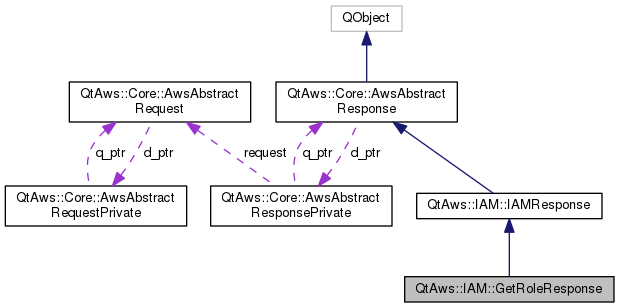 QObject
QtAws::Core::AwsAbstract
Request
QtAws::Core::AwsAbstract
Response
q_ptr
d_ptr
request
q_ptr
d_ptr
QtAws::Core::AwsAbstract
RequestPrivate
QtAws::Core::AwsAbstract
ResponsePrivate
QtAws::IAM::IAMResponse
QtAws::IAM::GetRoleResponse